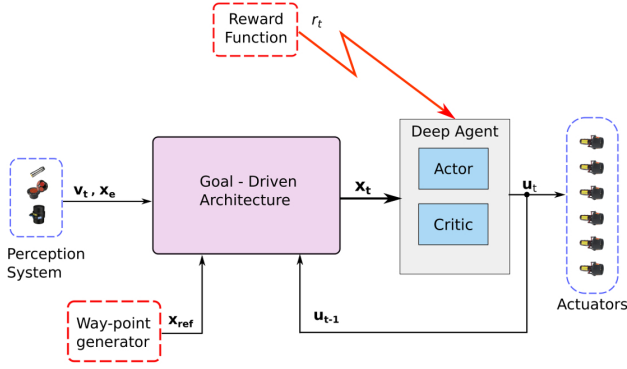 Reward
Function
r_t
Deep Agent
Actor
Critic
Goal - Driven
Architecture
v_t , x_e
x_t
u_t
Perception
System
Actuators
Way-point
generator
x_ref
u_t-1